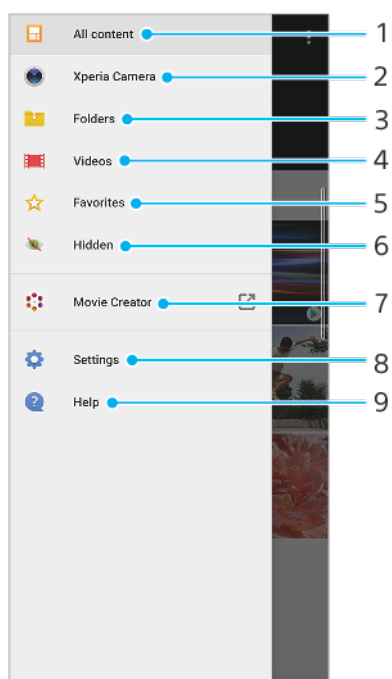 All content 1
Xperia Camera 2
Folders 3
Videos 4
Favorites 5
Hidden 6
Movie Creator 7
Settings 8
? Help 9